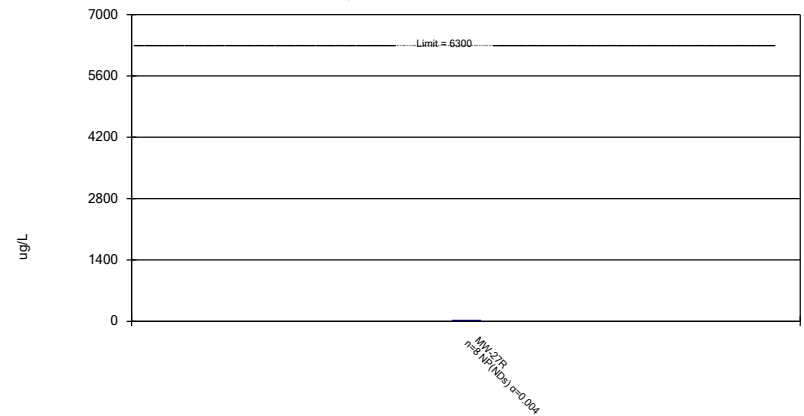 7000
Limit = 6300
5600
4200
2800
ug/L
1400
0
MW-27R
n=8 NP(NDs) α=0.004